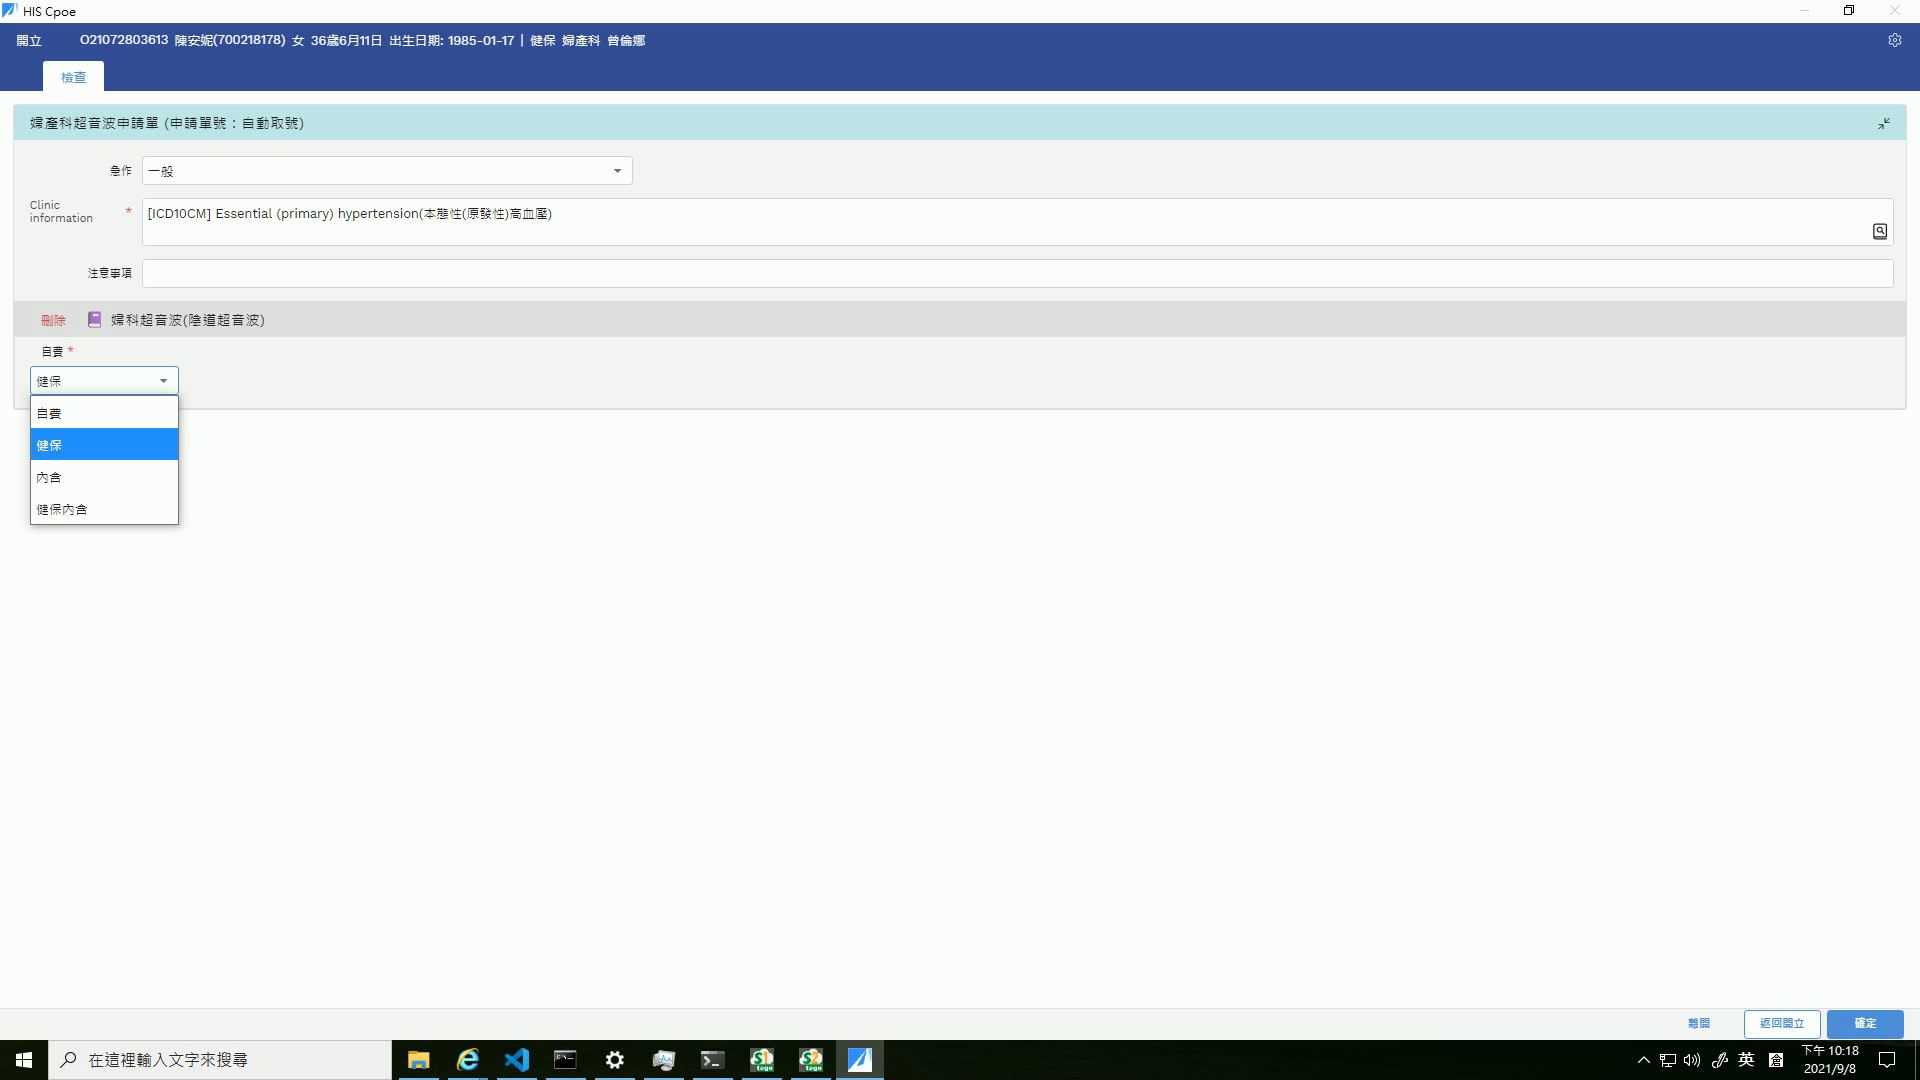 HIS Cpoe
開立 O21072803613 陳安妮(700218178) 女 36歲6月11日 出生日期: 1985-01-17 | 健保 婦產科 曾倫娜
檢查
婦產科超音波申請單 (申請單號：自動取號)
急作 一般
Clinic information * [ICD10CM] Essential (primary) hypertension(本態性(原發性)高血壓)
注意事項
刪除 婦科超音波(陰道超音波)
自費 *
健保
自費
健保
內含
健保內含
離開 返回開立 確定
在這裡輸入文字來搜尋
S1
toga
S2
toga
英
倉
下午 10:18
2021/9/8